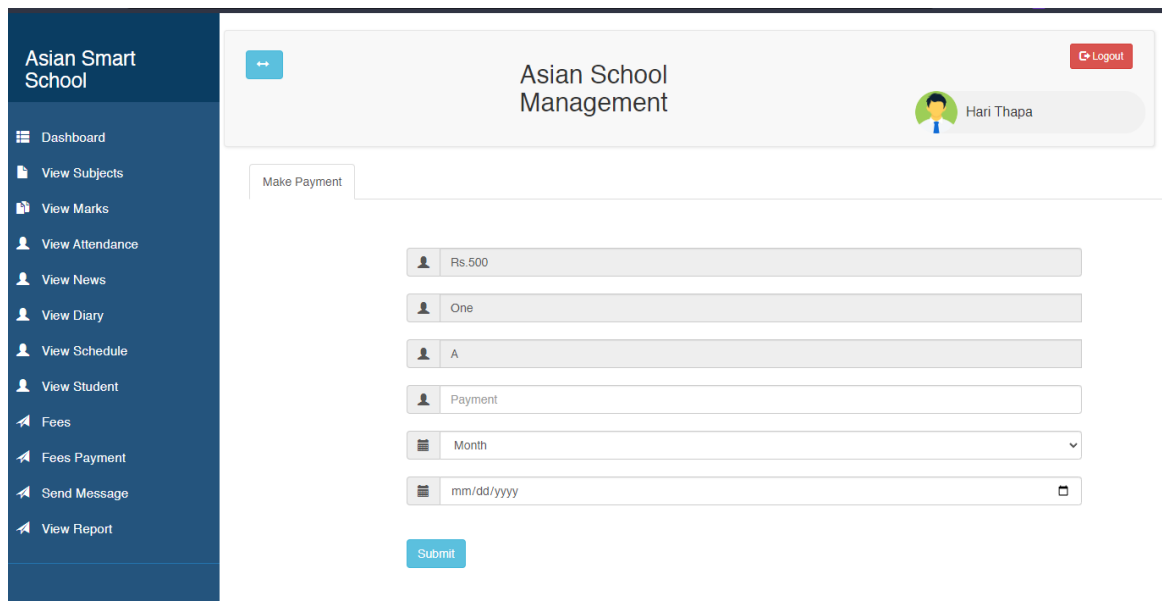 Asian Smart
School
Dashboard
View Subjects
View Marks
View Attendance
View News
View Diary
View Schedule
View Student
Fees
Fees Payment
Send Message
View Report
Asian School
Management
Logout
Hari Thapa
Make Payment
Rs.500
One
A
Payment
Month
mm/dd/yyyy
Submit